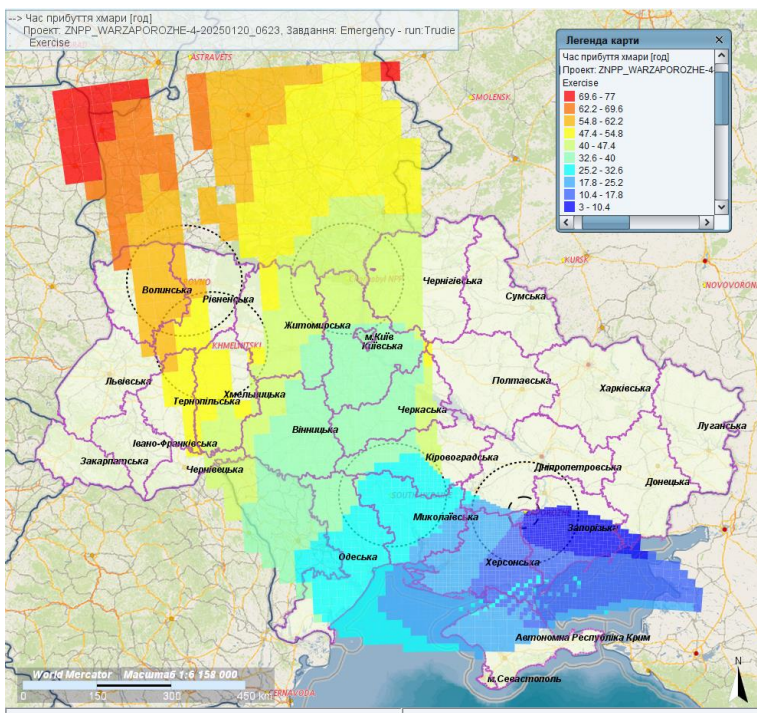 --> Час прибуття хмари [год]
Проект: ZNPP_WARZAPOROZHE-4-20250120_0623, Завдання: Emergency - run:Trudie
Exercise
ASTRAVETS
Легенда карти
Час прибуття хмари [год]
Проект: ZNPP_WARZAPOROZHE-4
Exercise
69.6 - 77
62.2 - 69.6
54.8 - 62.2
47.4 - 54.8
40 - 47.4
32.6 - 40
25.2 - 32.6
17.8 - 25.2
10.4 - 17.8
3 - 10.4
SMOLENSK
KURSK
Волинська
Рівненська
Чернігівська
Сумська
Житомирська
м.Київ
Київська
KHMELNITSKI
Львівська
Тернопільська
Хмельницька
Полтавська
Харківська
Черкаська
Луганська
Вінницька
Івано-Франківська
Закарпатська
Чернівецька
Кіровоградська
Дніпропетровська
Донецька
Миколаївська
Одеська
Херсонська
Автономна Республіка Крим
м.Севастополь
World Mercator Масштаб 1:6 158 000
0 150 300 450 km
N